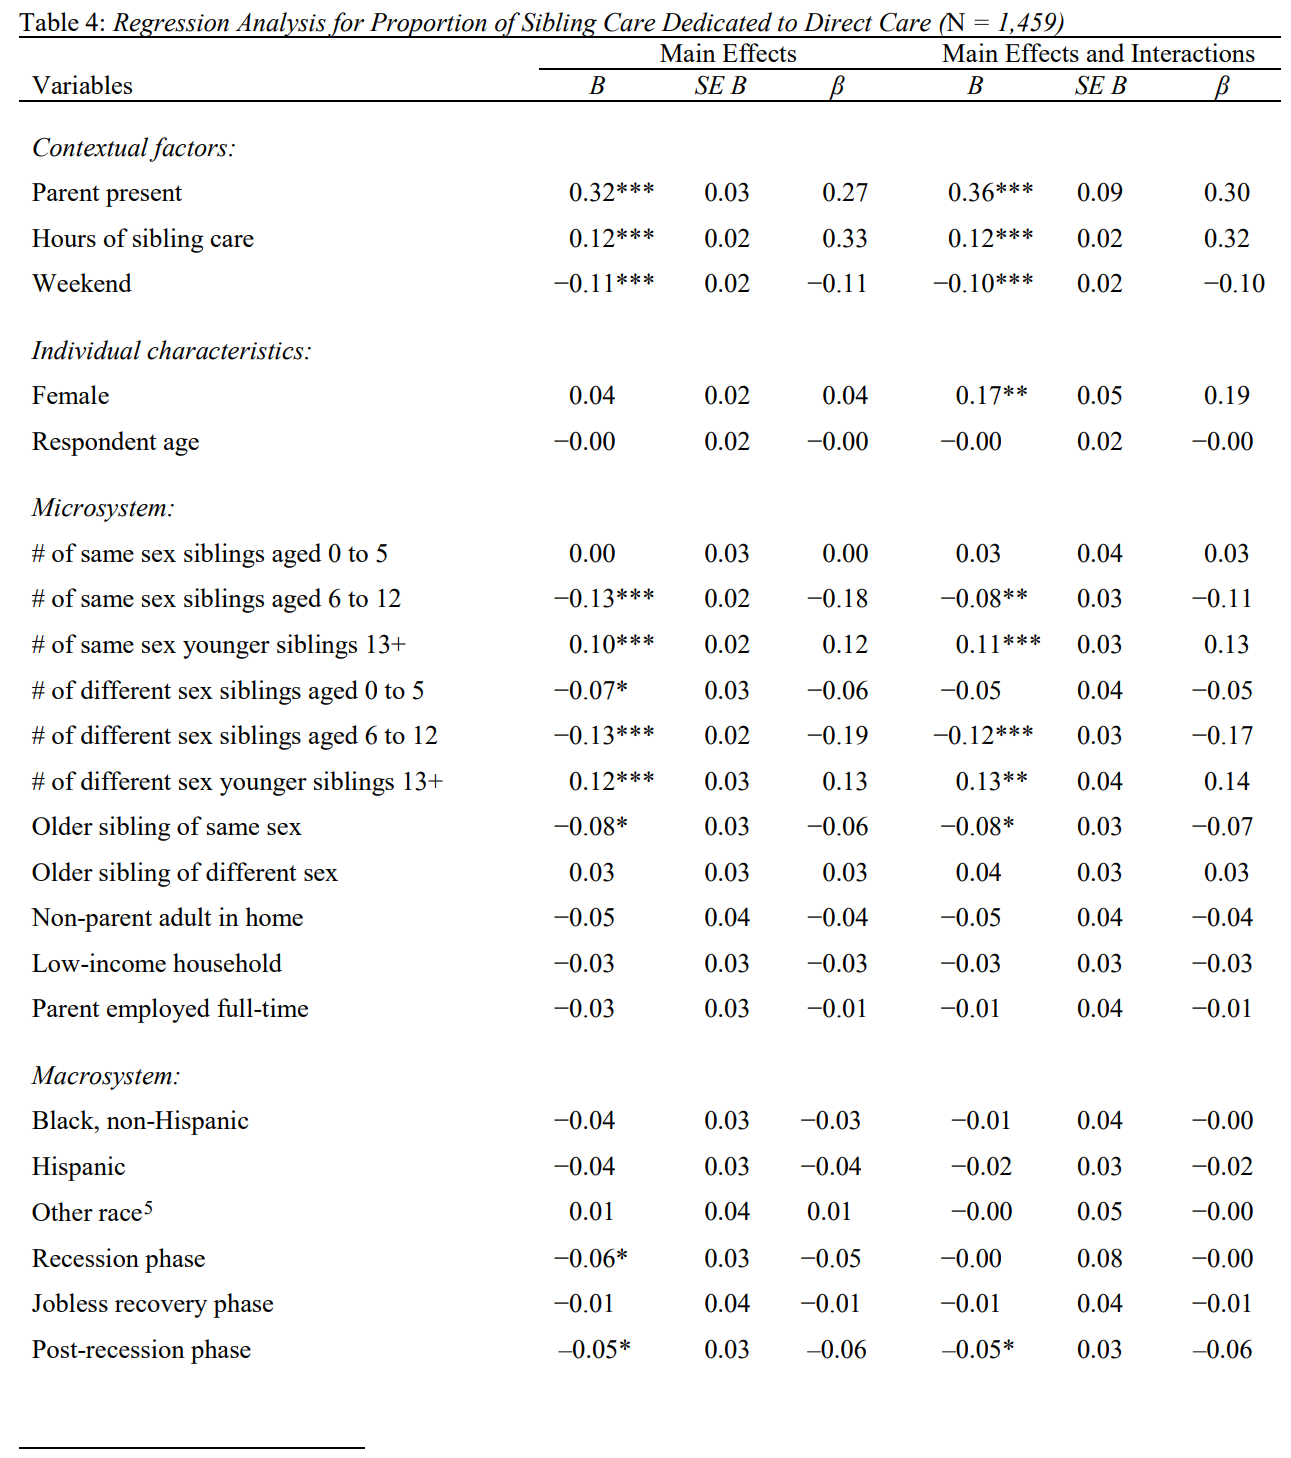 Table 4: Regression Analysis for Proportion of Sibling Care Dedicated to Direct Care (N = 1,459)
Main Effects Main Effects and Interactions
Variables B SE B β B SE B β
Contextual factors:
Parent present 0.32*** 0.03 0.27 0.36*** 0.09 0.30
Hours of sibling care 0.12*** 0.02 0.33 0.12*** 0.02 0.32
Weekend −0.11*** 0.02 −0.11 −0.10*** 0.02 −0.10
Individual characteristics:
Female 0.04 0.02 0.04 0.17** 0.05 0.19
Respondent age −0.00 0.02 −0.00 −0.00 0.02 −0.00
Microsystem:
# of same sex siblings aged 0 to 5 0.00 0.03 0.00 0.03 0.04 0.03
# of same sex siblings aged 6 to 12 −0.13*** 0.02 −0.18 −0.08** 0.03 −0.11
# of same sex younger siblings 13+ 0.10*** 0.02 0.12 0.11*** 0.03 0.13
# of different sex siblings aged 0 to 5 −0.07* 0.03 −0.06 −0.05 0.04 −0.05
# of different sex siblings aged 6 to 12 −0.13*** 0.02 −0.19 −0.12*** 0.03 −0.17
# of different sex younger siblings 13+ 0.12*** 0.03 0.13 0.13** 0.04 0.14
Older sibling of same sex −0.08* 0.03 −0.06 −0.08* 0.03 −0.07
Older sibling of different sex 0.03 0.03 0.03 0.04 0.03 0.03
Non-parent adult in home −0.05 0.04 −0.04 −0.05 0.04 −0.04
Low-income household −0.03 0.03 −0.03 −0.03 0.03 −0.03
Parent employed full-time −0.03 0.03 −0.01 −0.01 0.04 −0.01
Macrosystem:
Black, non-Hispanic −0.04 0.03 −0.03 −0.01 0.04 −0.00
Hispanic −0.04 0.03 −0.04 −0.02 0.03 −0.02
Other race5 0.01 0.04 0.01 −0.00 0.05 −0.00
Recession phase −0.06* 0.03 −0.05 −0.00 0.08 −0.00
Jobless recovery phase −0.01 0.04 −0.01 −0.01 0.04 −0.01
Post-recession phase –0.05* 0.03 –0.06 –0.05* 0.03 –0.06